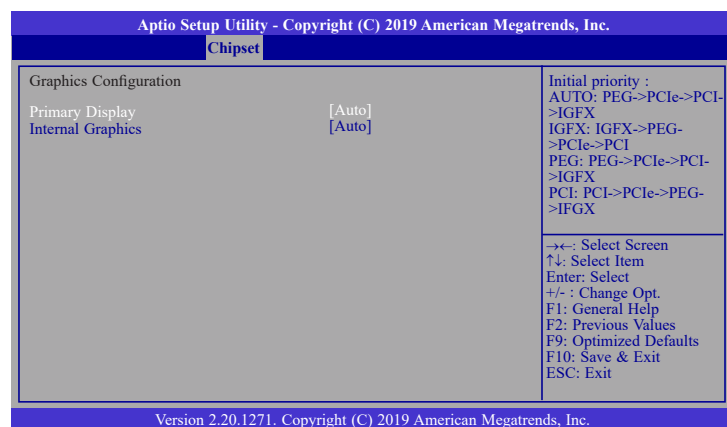 Aptio Setup Utility - Copyright (C) 2019 American Megatrends, Inc.
Chipset
Graphics Configuration
Primary Display [Auto]
Internal Graphics [Auto]
Initial priority :
AUTO: PEG->PCIe->PCI-
>IGFX
IGFX: IGFX->PEG-
>PCIe->PCI
PEG: PEG->PCIe->PCI-
>IGFX
PCI: PCI->PCIe->PEG-
>IFGX
→←: Select Screen
↑↓: Select Item
Enter: Select
+/- : Change Opt.
F1: General Help
F2: Previous Values
F9: Optimized Defaults
F10: Save & Exit
ESC: Exit
Version 2.20.1271. Copyright (C) 2019 American Megatrends, Inc.